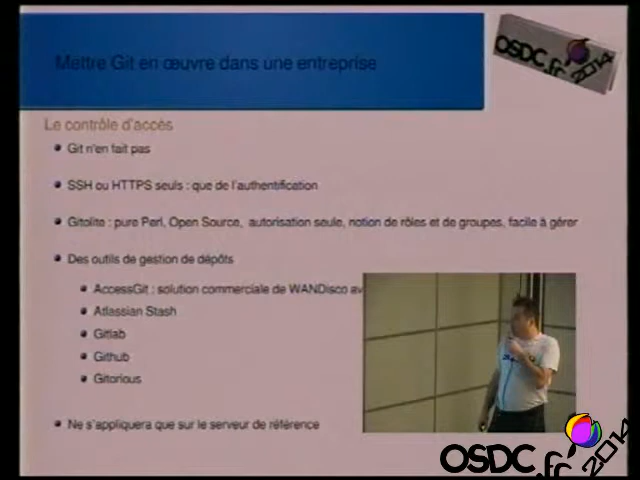 Mettre Git en œuvre dans une entreprise
OSDC.fr 2014
Le contrôle d'accès
Git n'en fait pas
SSH ou HTTPS seuls : que de l'authentification
Gitolite : pure Perl, Open Source, autorisation seule, notion de rôles et de groupes, facile à gérer
Des outils de gestion de dépôts
AccessGit : solution commerciale de WANDisco av
Atlassian Stash
Gitlab
Github
Gitorious
Ne s'appliquera que sur le serveur de référence
OSDC.fr 2014